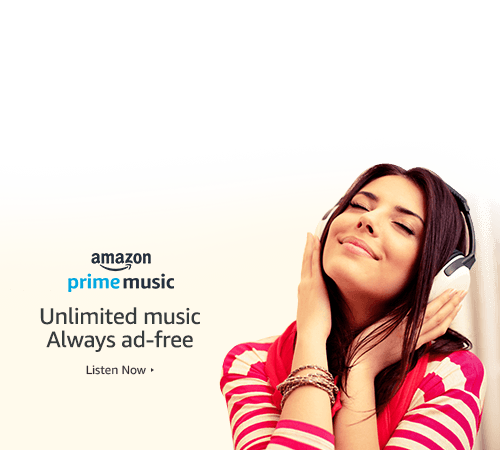 amazon
prime music
Unlimited music
Always ad-free
Listen Now ▸